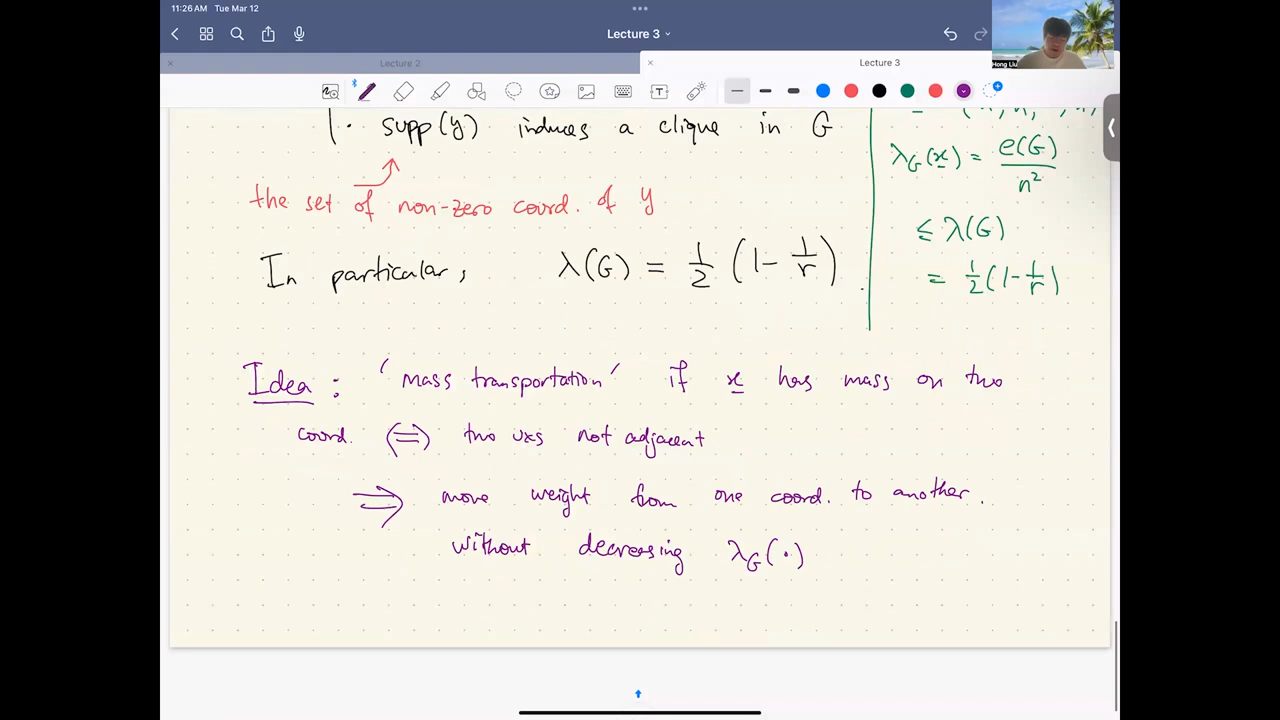 11:26 AM Tue Mar 12
Lecture 3
Hong Liu
Lecture 2
Lecture 3
· supp(y) induces a clique in G
the set of non-zero coord. of y
In particular, λ(G) = 1/2 (1 - 1/r).
λ_G(x) = e(G)/n²
≤ λ(G)
= 1/2 (1 - 1/r)
Idea : 'mass transportation' if x has mass on two
coord. (⇔) two vxs not adjacent
⇒ move weight from one coord. to another.
without decreasing λ_G(·)